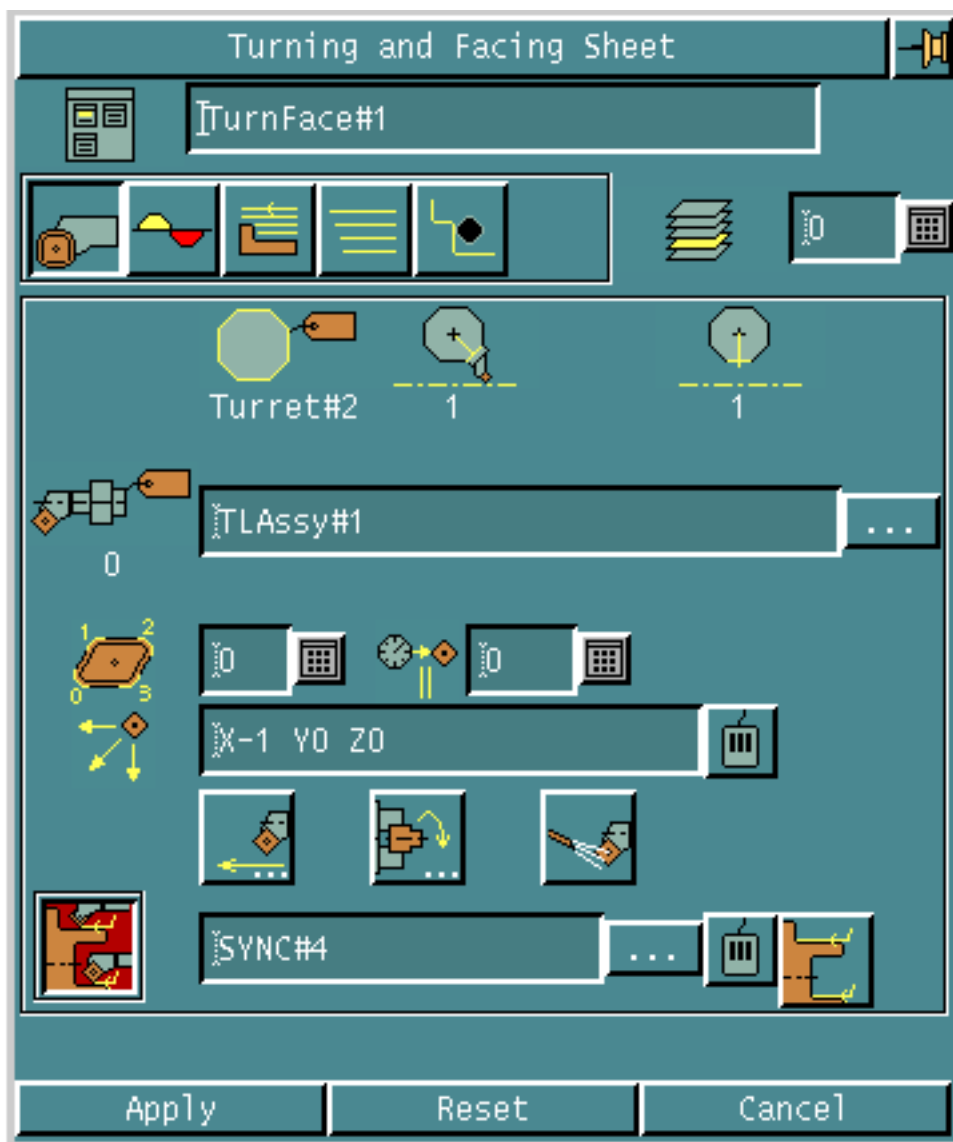 Turning and Facing Sheet
TurnFace#1
0
Turret#2 1 1
TLAssy#1 ...
0
1 2
0 0
0 3
X-1 Y0 Z0
... ...
SYNC#4 ...
Apply Reset Cancel